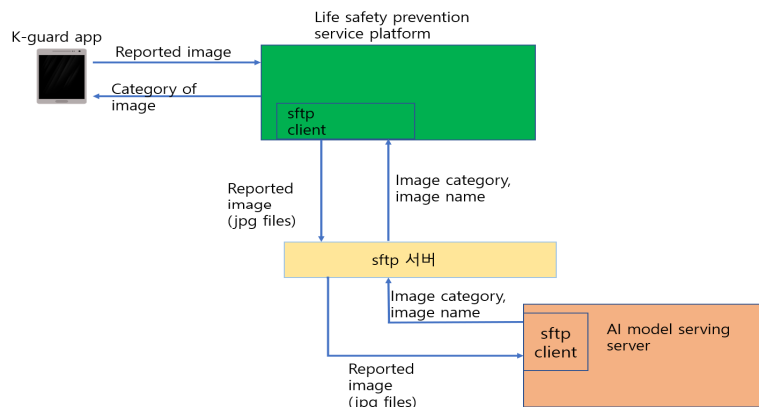 Life safety prevention
service platform
K-guard app
Reported image
Category of
image
sftp
client
Reported
image
(jpg files)
Image category,
image name
sftp 서버
Image category,
image name
sftp
client
AI model serving
server
Reported
image
(jpg files)